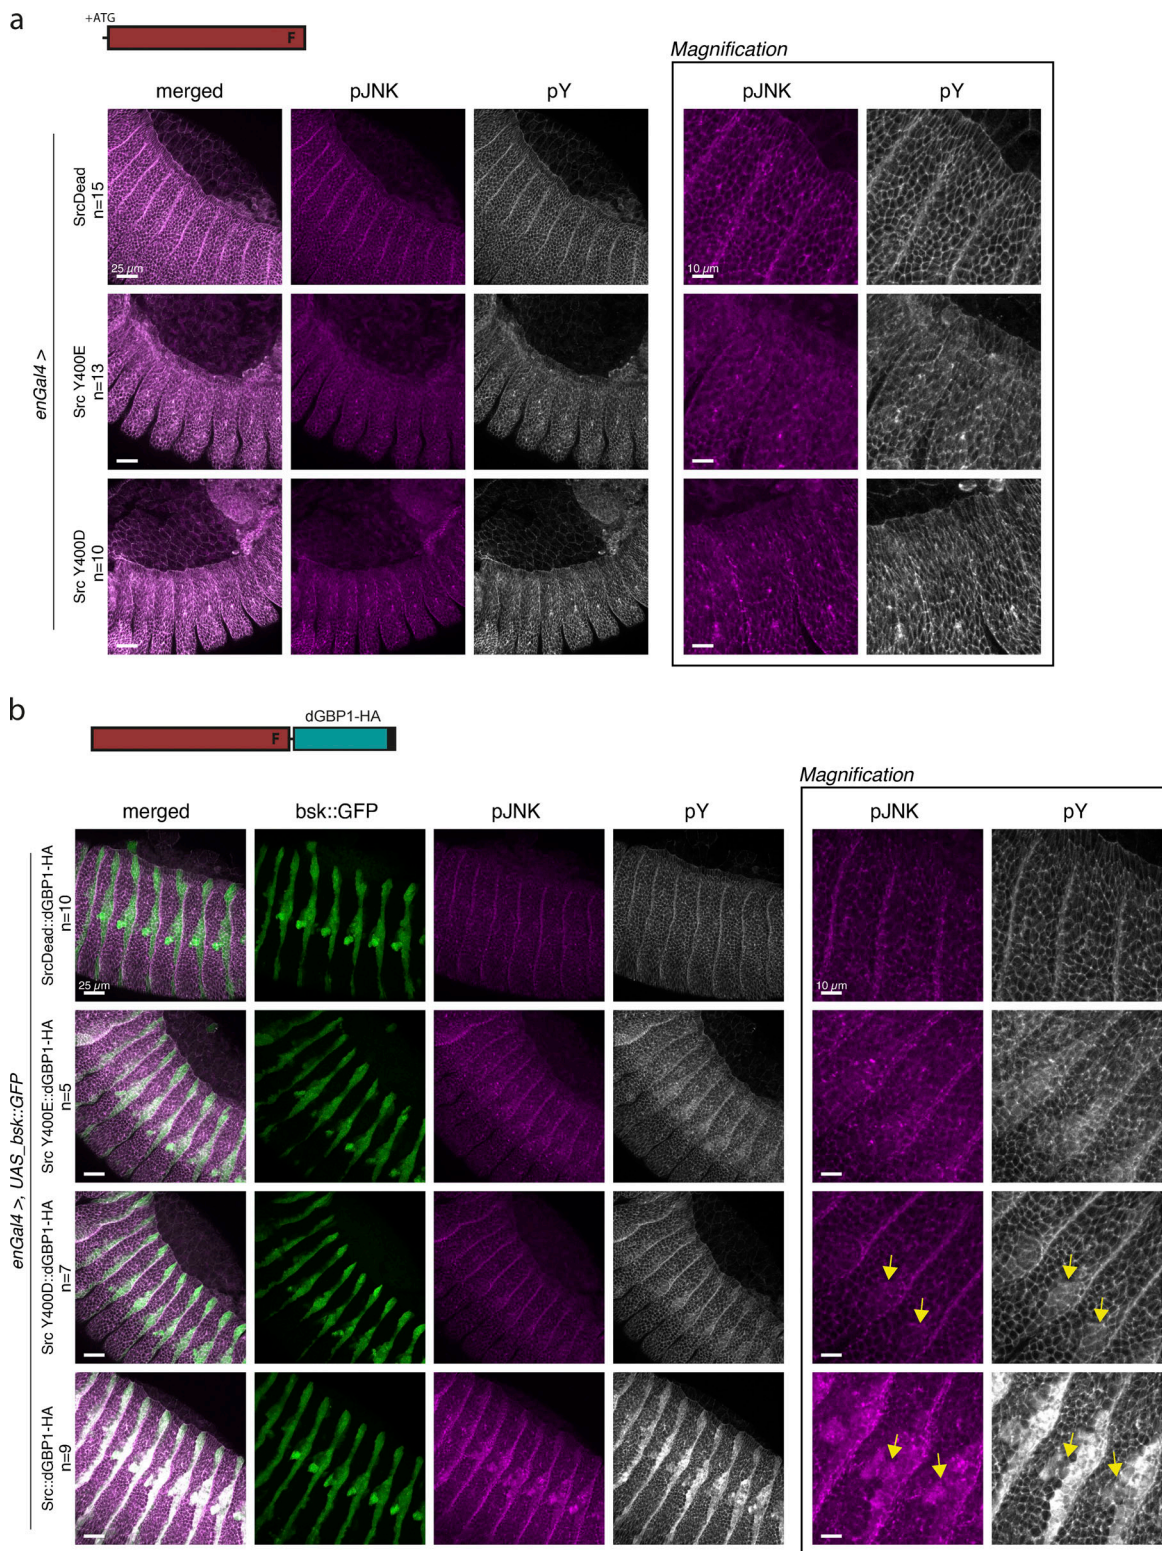 a
+ATG
F
Magnification
merged pJNK pY pJNK pY
enGal4 >
SrcDead
n=15
25 µm
10 µm
Src Y400E
n=13
Src Y400D
n=10
b
dGBP1-HA
F
Magnification
merged bsk::GFP pJNK pY pJNK pY
enGal4 >, UAS_bsk::GFP
SrcDead::dGBP1-HA
n=10
25 µm
10 µm
Src Y400E::dGBP1-HA
n=5
Src Y400D::dGBP1-HA
n=7
Src::dGBP1-HA
n=9